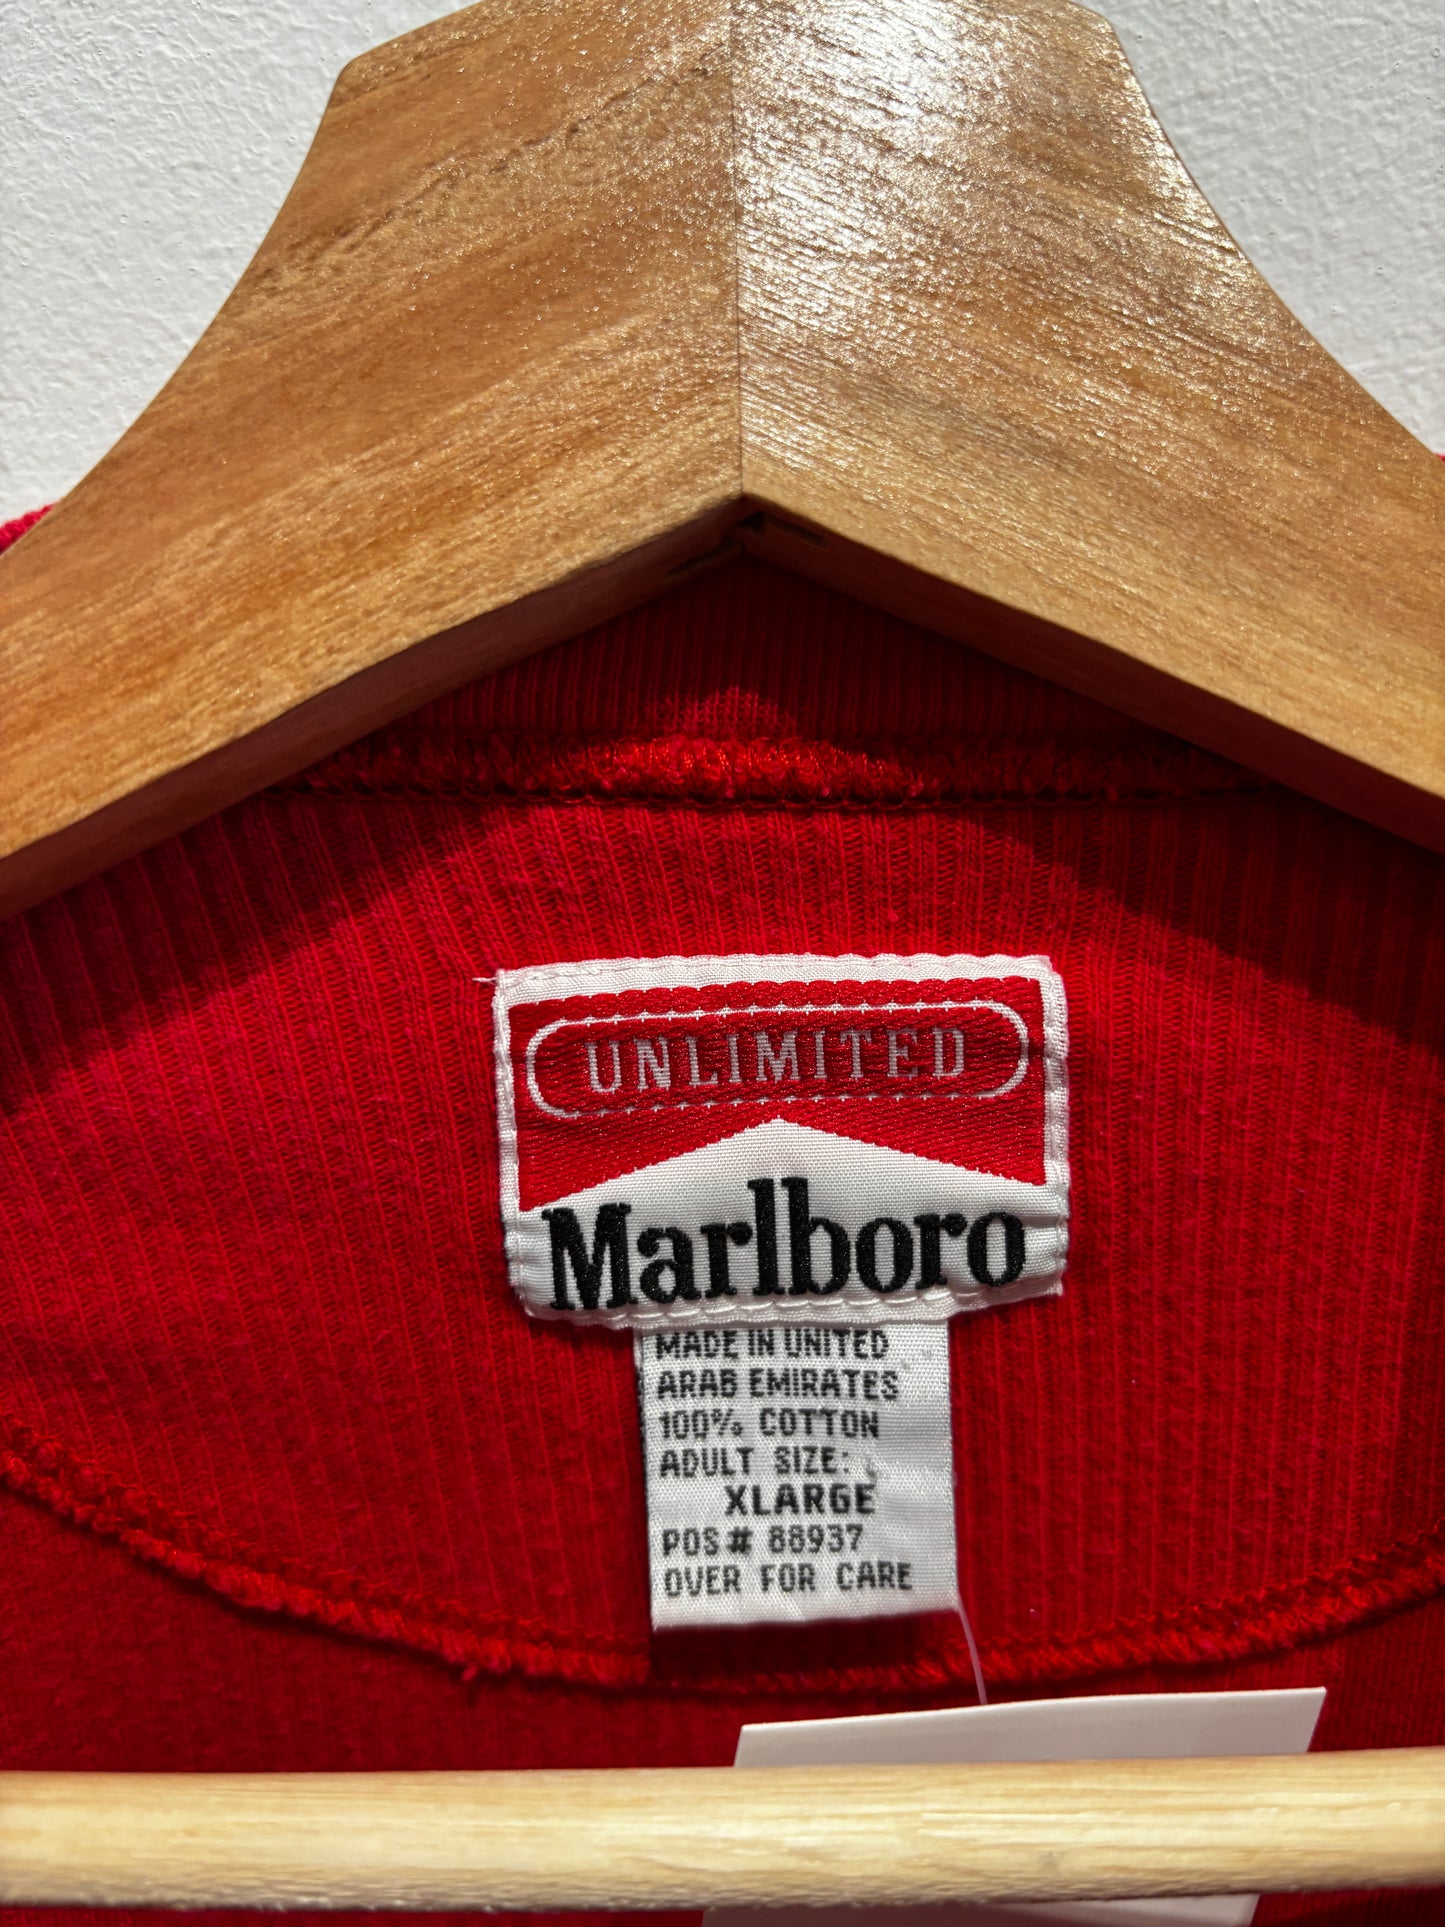 UNLIMITED
Marlboro
MADE IN UNITED
ARAB EMIRATES
100% COTTON
ADULT SIZE:
XLARGE
POS# 88937
OVER FOR CARE